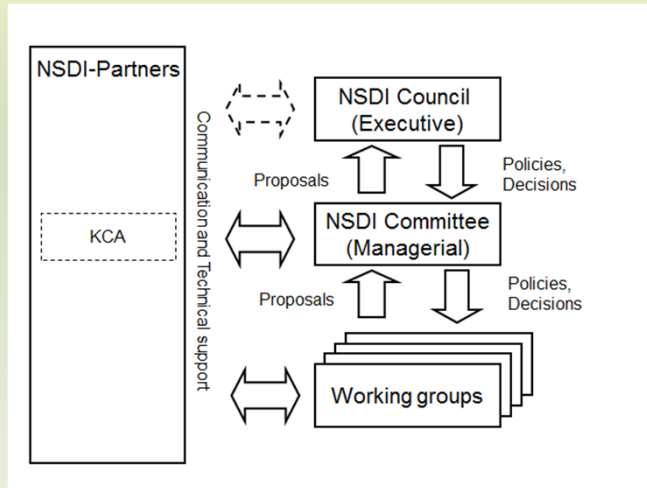 NSDI-Partners
KCA
Communication and Technical support
NSDI Council
(Executive)
Proposals
Policies,
Decisions
NSDI Committee
(Managerial)
Proposals
Policies,
Decisions
Working groups